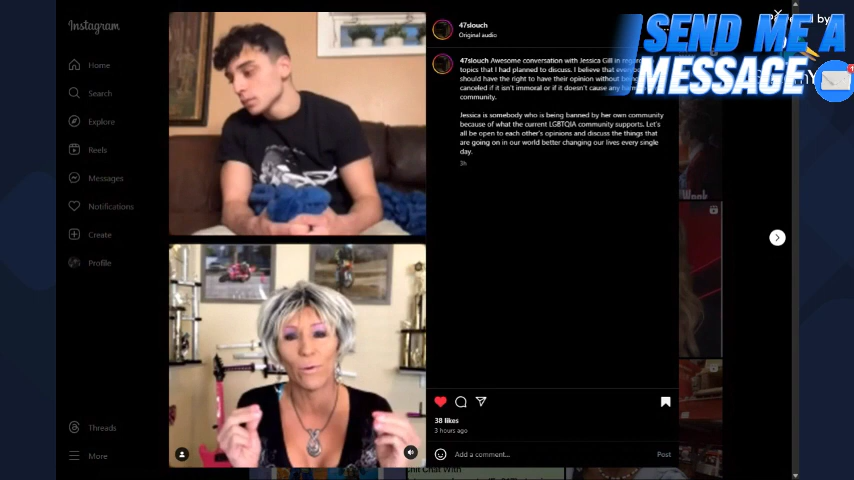 Instagram
Home
Search
Explore
Reels
Messages
Notifications
Create
Profile
Threads
More
47slouch
Original audio
47slouch Awesome conversation with Jessica Gill in
topics that I had planned to discuss. I believe that
should have the right to have their opinion without
canceled if it isn't immoral or if it doesn't cause any
community.
Jessica is somebody who is being banned by her own community
because of what the current LGBTQIA community supports. Let's
all be open to each other's opinions and discuss the things that
are going on in our world better changing our lives every single
day.
3h
38 likes
3 hours ago
Add a comment...
Post
by
SEND ME A
MESSAGE
Week
Chat With